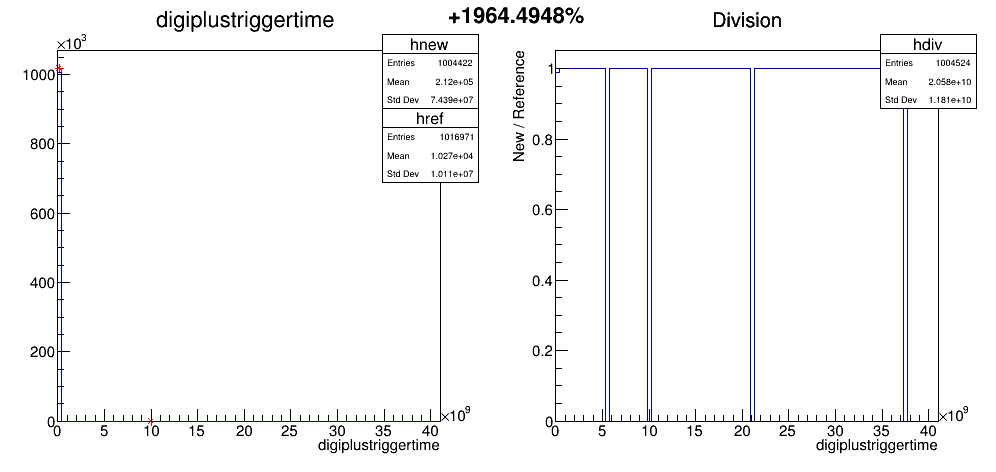 +1964.4948%
digiplustriggertime
×10³
hnew
Entries 1004422
Mean 2.12e+05
Std Dev 7.439e+07
href
Entries 1016971
Mean 1.027e+04
Std Dev 1.011e+07
1000
800
600
400
200
0
0 5 10 15 20 25 30 35 40 ×10⁹
digiplustriggertime
Division
hdiv
Entries 1004524
Mean 2.058e+10
Std Dev 1.181e+10
New / Reference
1
0.8
0.6
0.4
0.2
0
0 5 10 15 20 25 30 35 40 ×10⁹
digiplustriggertime